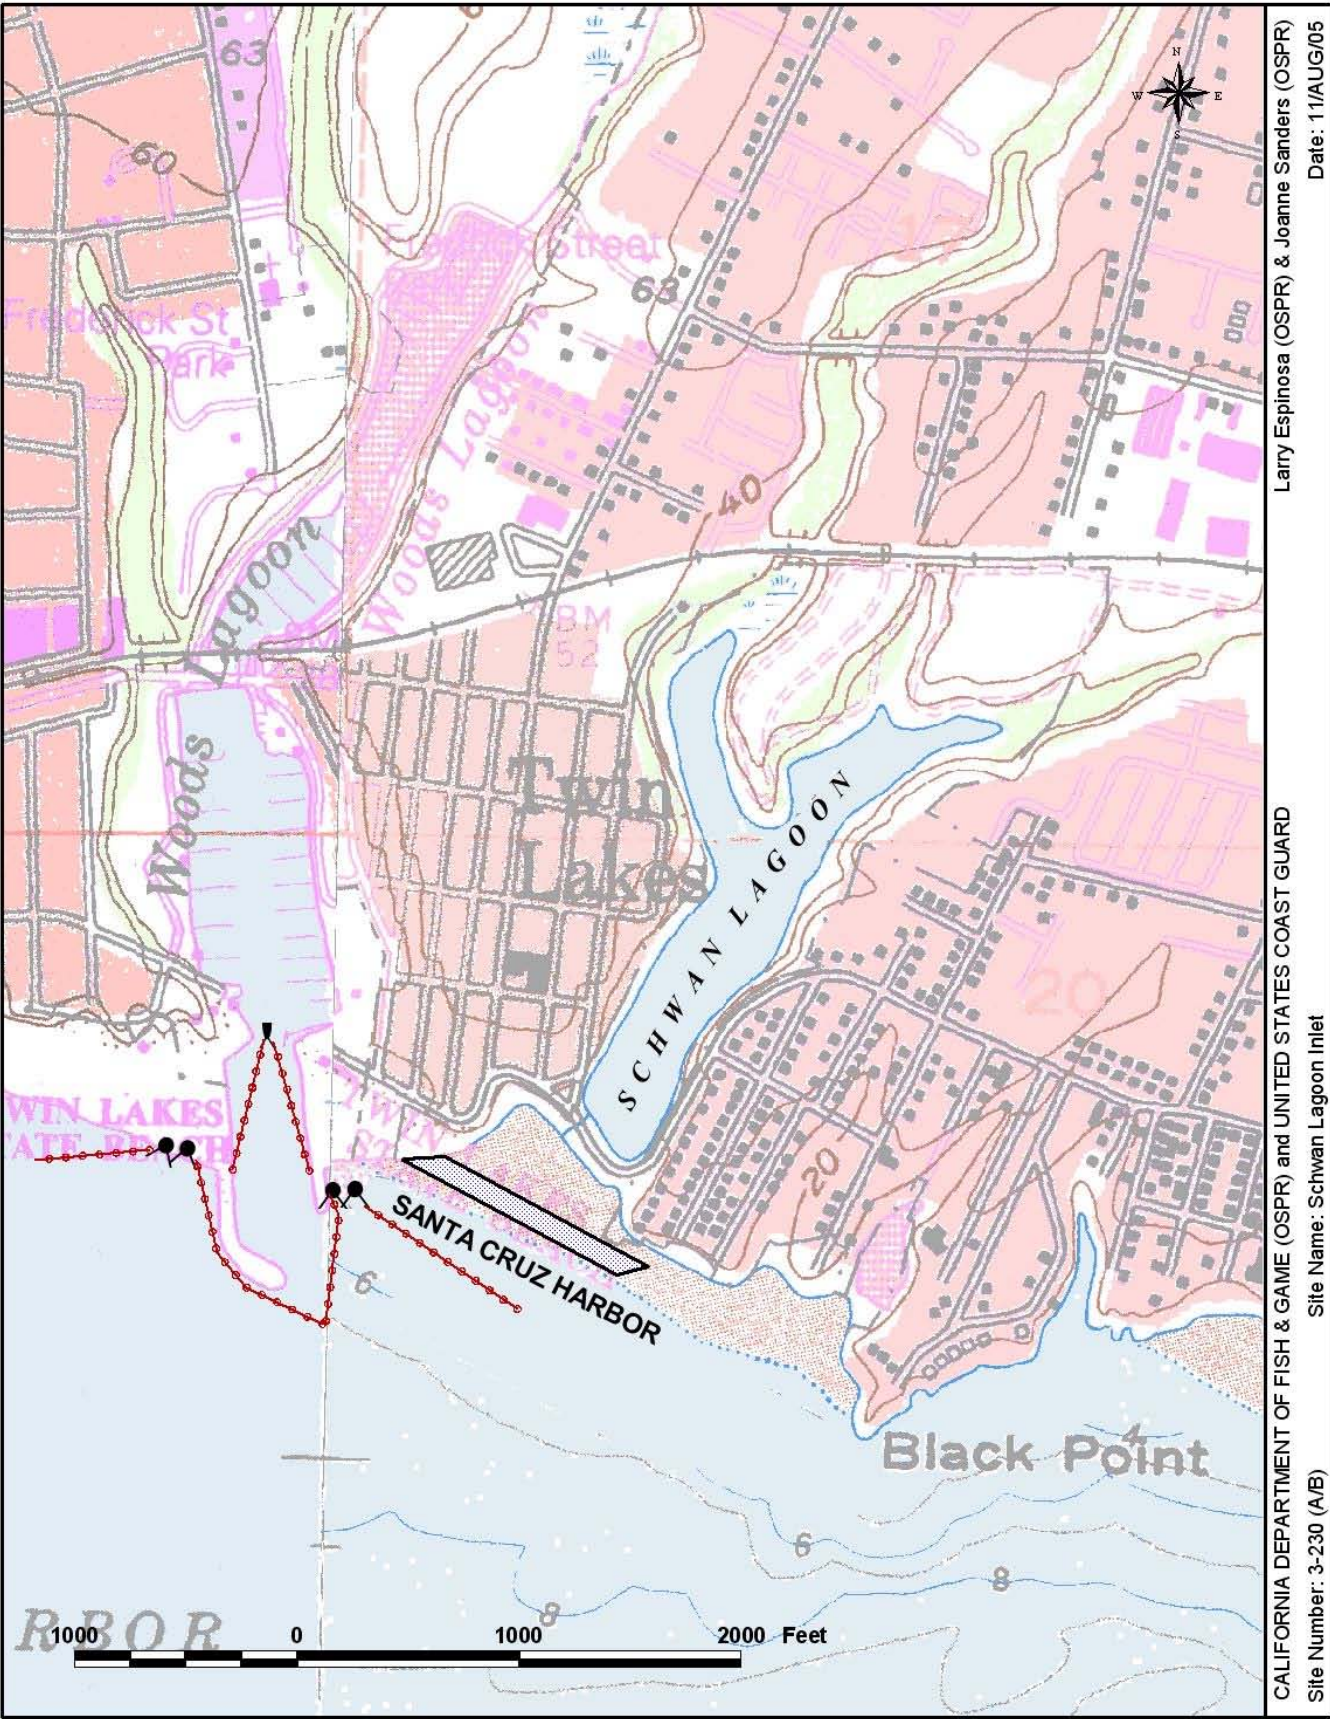 63
60
N
W E
S
Frederick Street
17
63
Frederick St
Park
Woods Lagoon
40
Woods Lagoon
BM
52
Twin
Lakes
SCHWAN LAGOON
20
WIN LAKES
TATE BEACH
TWIN
20
SANTA CRUZ HARBOR
6
Black Point
4
6
8
8
RBOR
1000 0 1000 2000 Feet
CALIFORNIA DEPARTMENT OF FISH & GAME (OSPR) and UNITED STATES COAST GUARD
Larry Espinosa (OSPR) & Joanne Sanders (OSPR)
Site Number: 3-230 (A/B)
Site Name: Schwan Lagoon Inlet
Date: 11/AUG/05